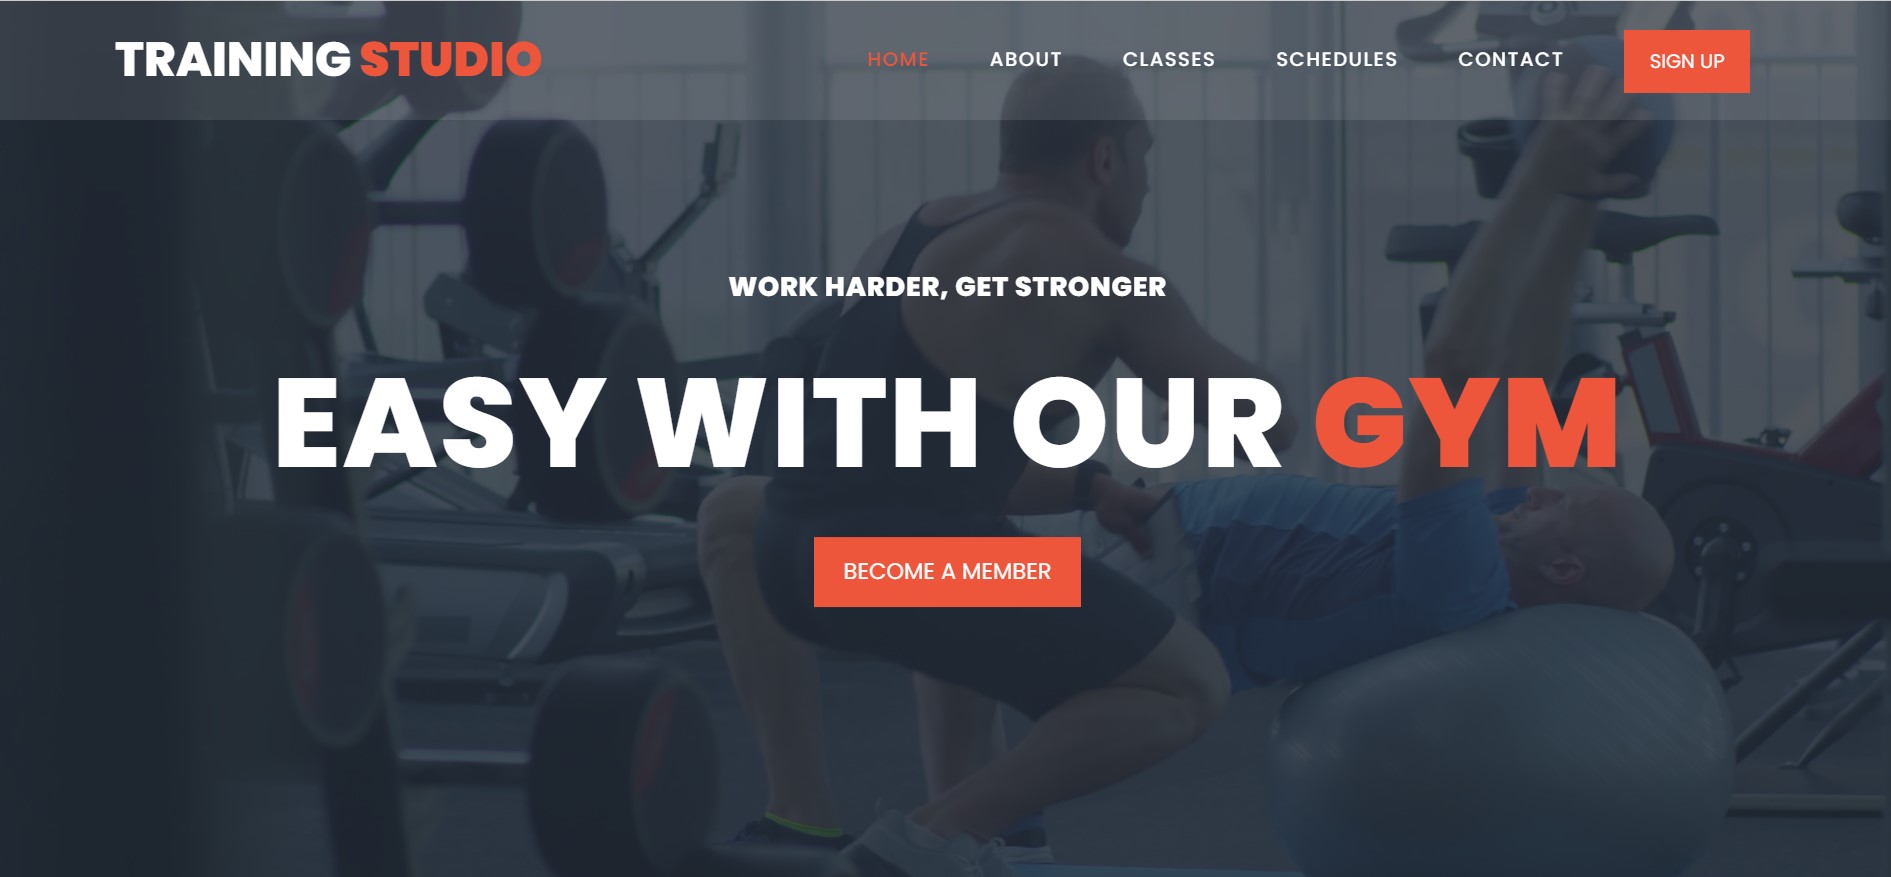 TRAINING STUDIO
HOME ABOUT CLASSES SCHEDULES CONTACT SIGN UP
WORK HARDER, GET STRONGER
EASY WITH OUR GYM
BECOME A MEMBER